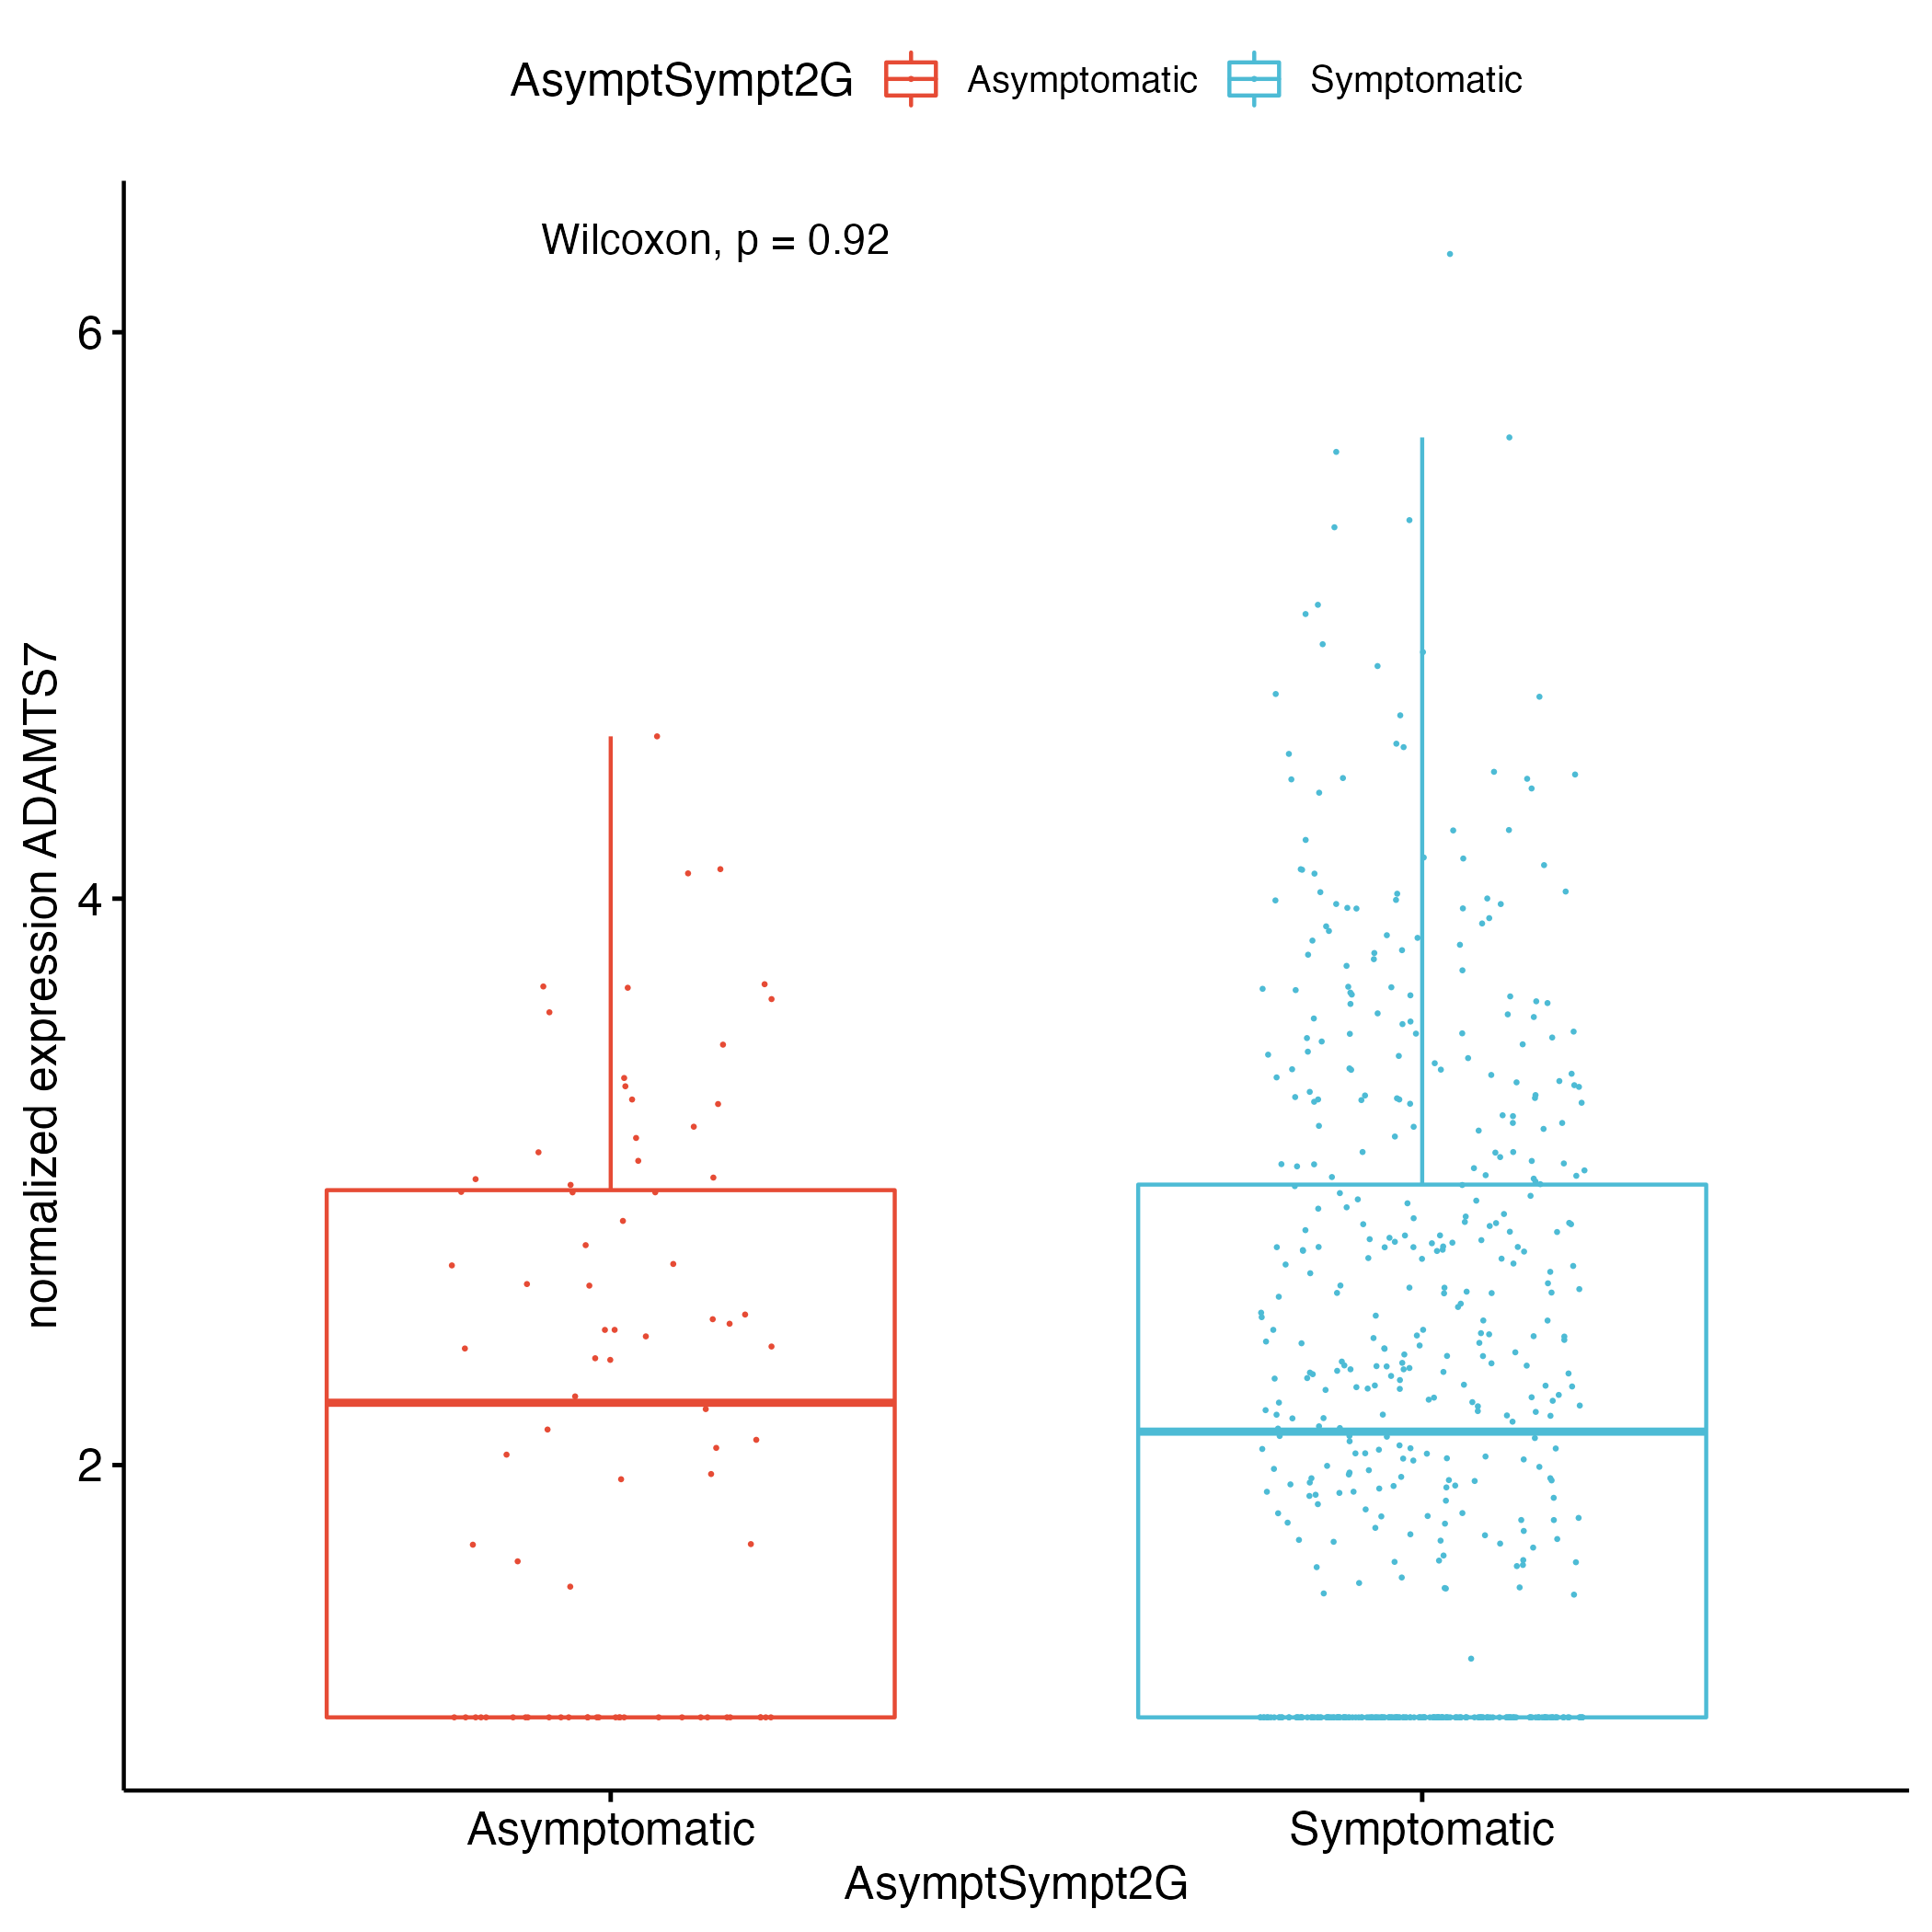 AsymptSympt2G Asymptomatic Symptomatic
Wilcoxon, p = 0.92
normalized expression ADAMTS7
6
4
2
Asymptomatic Symptomatic
AsymptSympt2G